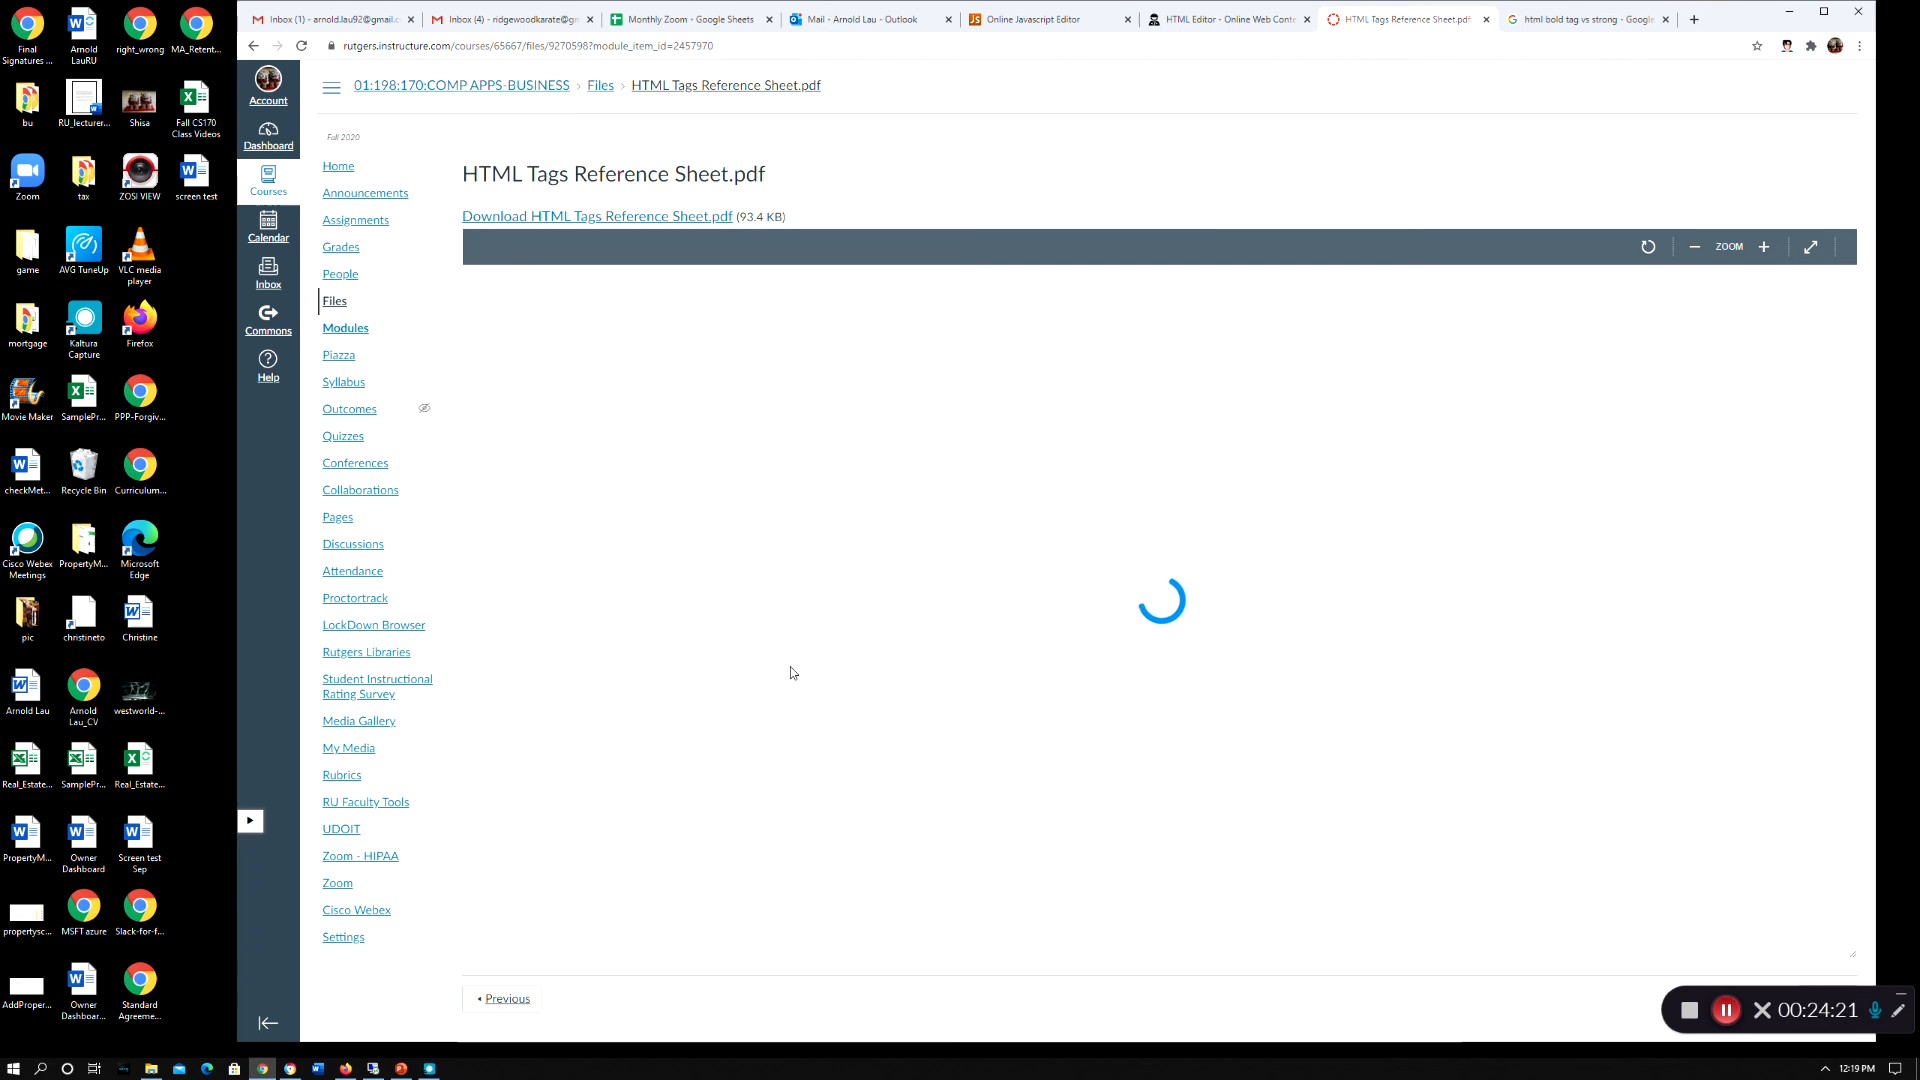 Final
Signatures ...
Arnold
LauRU
right_wrong
MA_Retent...
bu
RU_lecturer...
Shisa
Fall CS170
Class Videos
Zoom
tax
ZOSI VIEW
screen test
game
AVG TuneUp
VLC media
player
mortgage
Kaltura
Capture
Firefox
Movie Maker
SamplePr...
PPP-Forgiv...
checkMet...
Recycle Bin
Curriculum...
Cisco Webex
Meetings
PropertyM...
Microsoft
Edge
pic
christineto
Christine
Arnold Lau
Arnold
Lau_CV
westworld-...
Real_Estate...
SamplePr...
Real_Estate...
PropertyM...
Owner
Dashboard
Screen test
Sep
propertysc...
MSFT azure
Slack-for-f...
AddProper...
Owner
Dashboar...
Standard
Agreeme...
Inbox (1) - arnold.lau92@gmail.c
Inbox (4) - ridgewoodkarate@gm
Monthly Zoom - Google Sheets
Mail - Arnold Lau - Outlook
Online Javascript Editor
HTML Editor - Online Web Conte
HTML Tags Reference Sheet.pdf:
html bold tag vs strong - Google
rutgers.instructure.com/courses/65667/files/9270598?module_item_id=2457970
Account
Dashboard
Courses
Calendar
Inbox
Commons
Help
01:198:170:COMP APPS-BUSINESS › Files › HTML Tags Reference Sheet.pdf
Fall 2020
Home
Announcements
Assignments
Grades
People
Files
Modules
Piazza
Syllabus
Outcomes
Quizzes
Conferences
Collaborations
Pages
Discussions
Attendance
Proctortrack
LockDown Browser
Rutgers Libraries
Student Instructional
Rating Survey
Media Gallery
My Media
Rubrics
RU Faculty Tools
UDOIT
Zoom - HIPAA
Zoom
Cisco Webex
Settings
HTML Tags Reference Sheet.pdf
Download HTML Tags Reference Sheet.pdf (93.4 KB)
ZOOM
Previous
00:24:21
12:19 PM